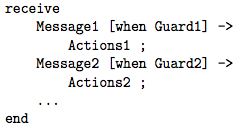 receive
    Message1 [when Guard1] ->
        Actions1 ;
    Message2 [when Guard2] ->
        Actions2 ;
    ...
end